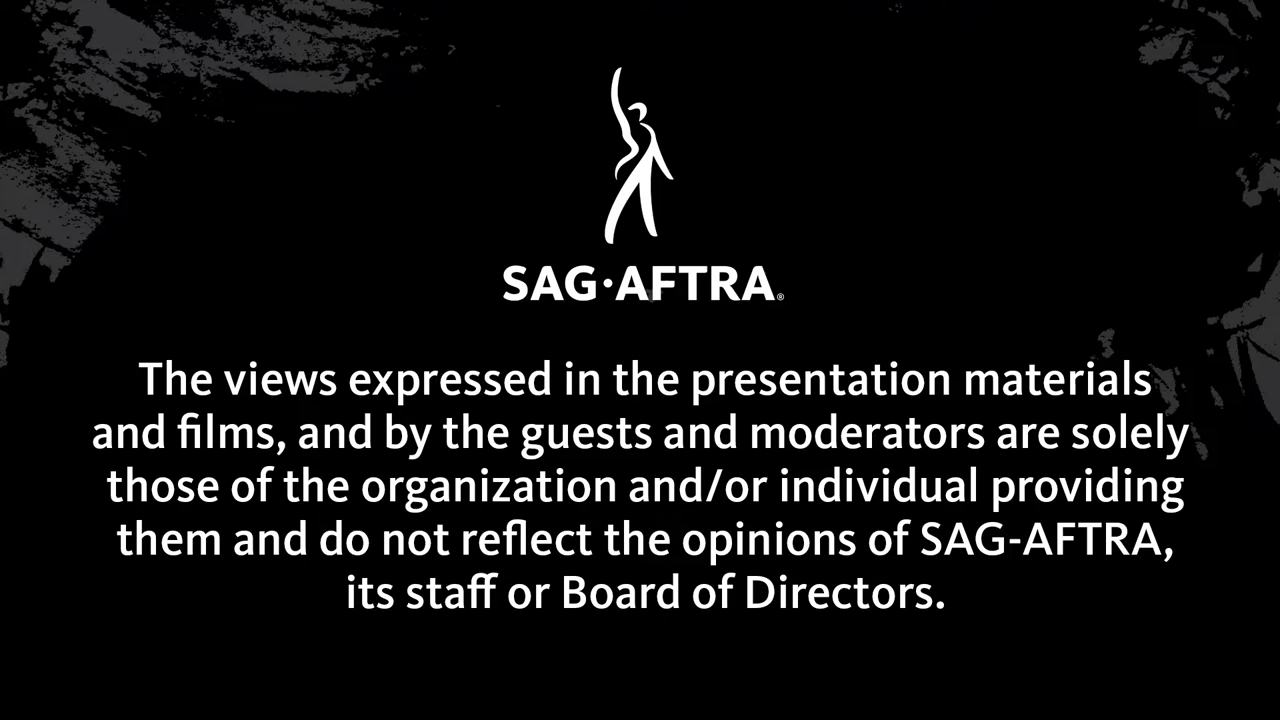 SAG·AFTRA®
The views expressed in the presentation materials
and films, and by the guests and moderators are solely
those of the organization and/or individual providing
them and do not reflect the opinions of SAG-AFTRA,
its staff or Board of Directors.